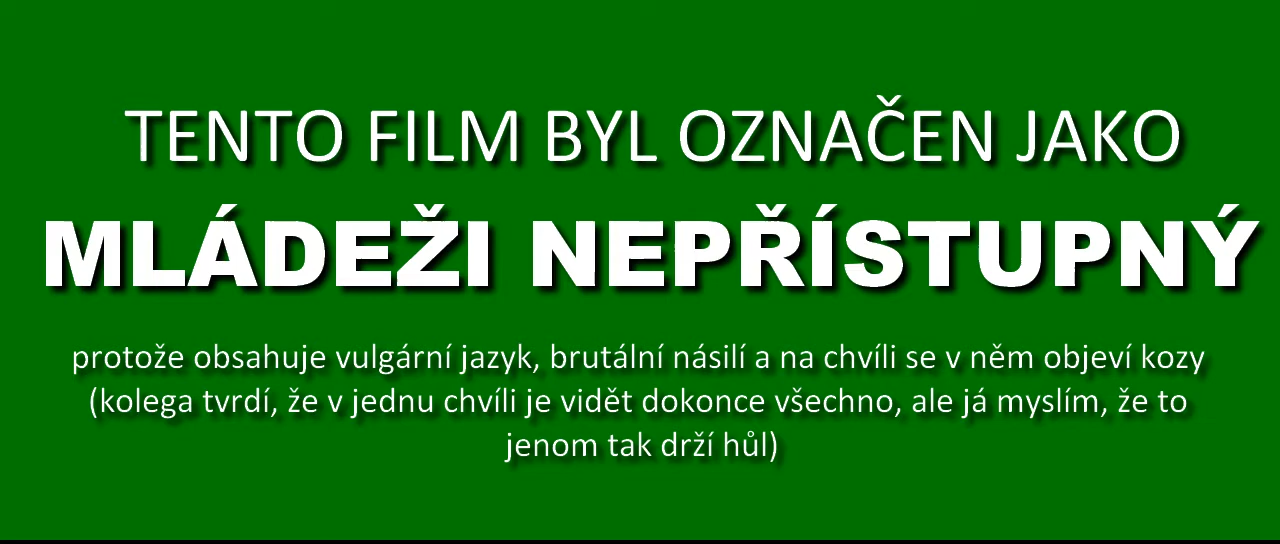 TENTO FILM BYL OZNAČEN JAKO
MLÁDEŽI NEPŘÍSTUPNÝ
protože obsahuje vulgární jazyk, brutální násilí a na chvíli se v něm objeví kozy
(kolega tvrdí, že v jednu chvíli je vidět dokonce všechno, ale já myslím, že to
jenom tak drží hůl)